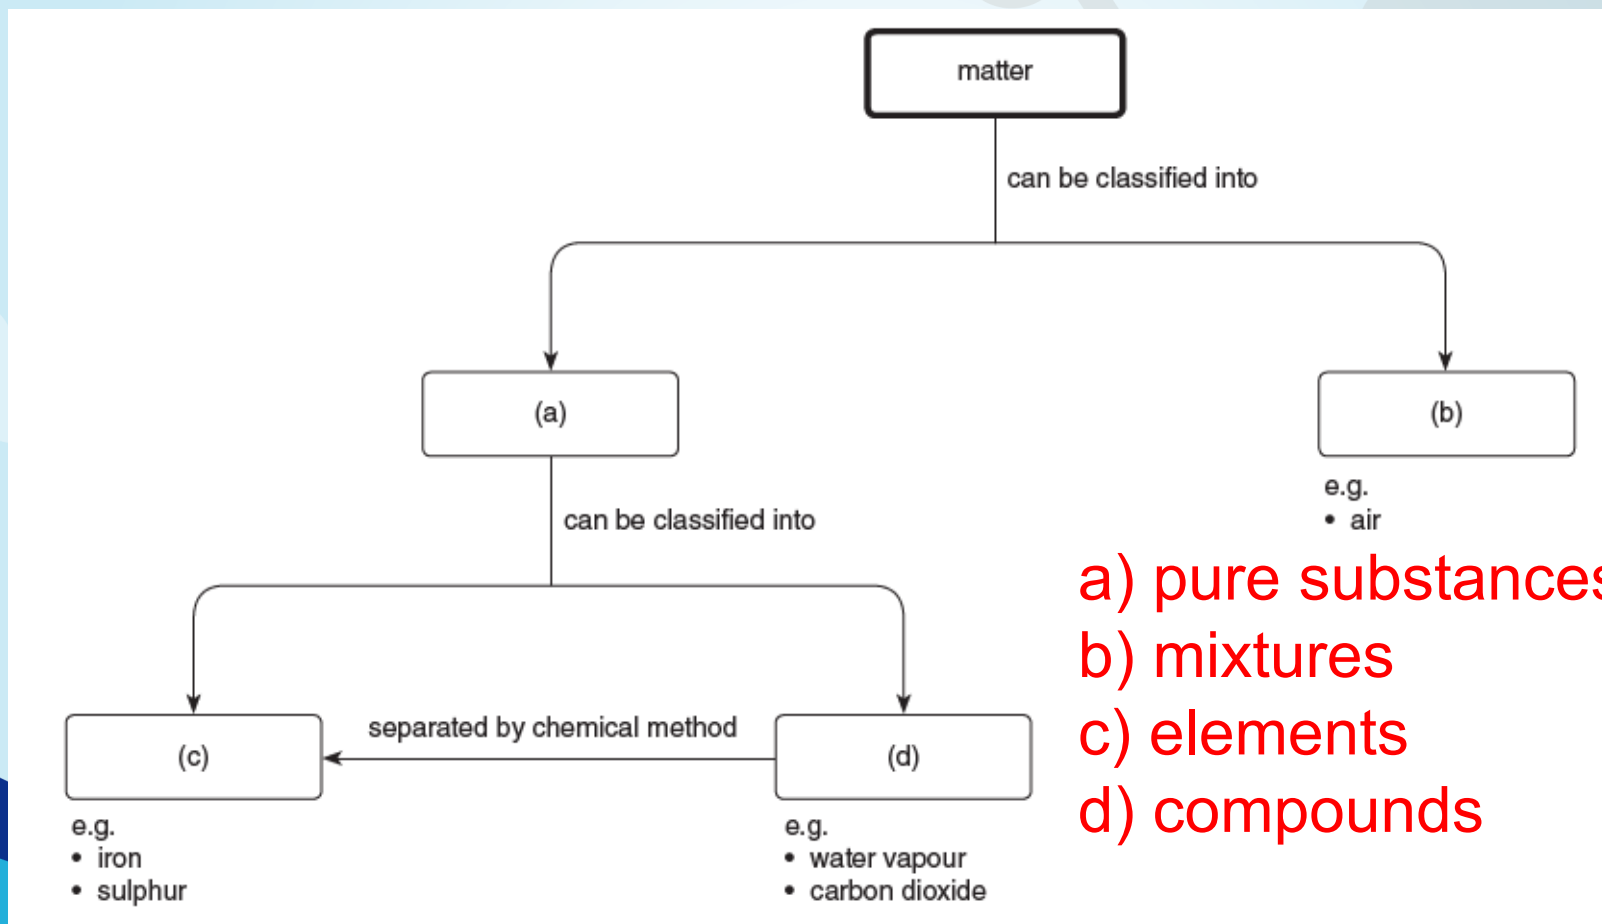 matter
can be classified into
(a)
(b)
e.g.
• air
can be classified into
a) pure substances
b) mixtures
c) elements
d) compounds
separated by chemical method
(c)
(d)
e.g.
• iron
• sulphur
e.g.
• water vapour
• carbon dioxide